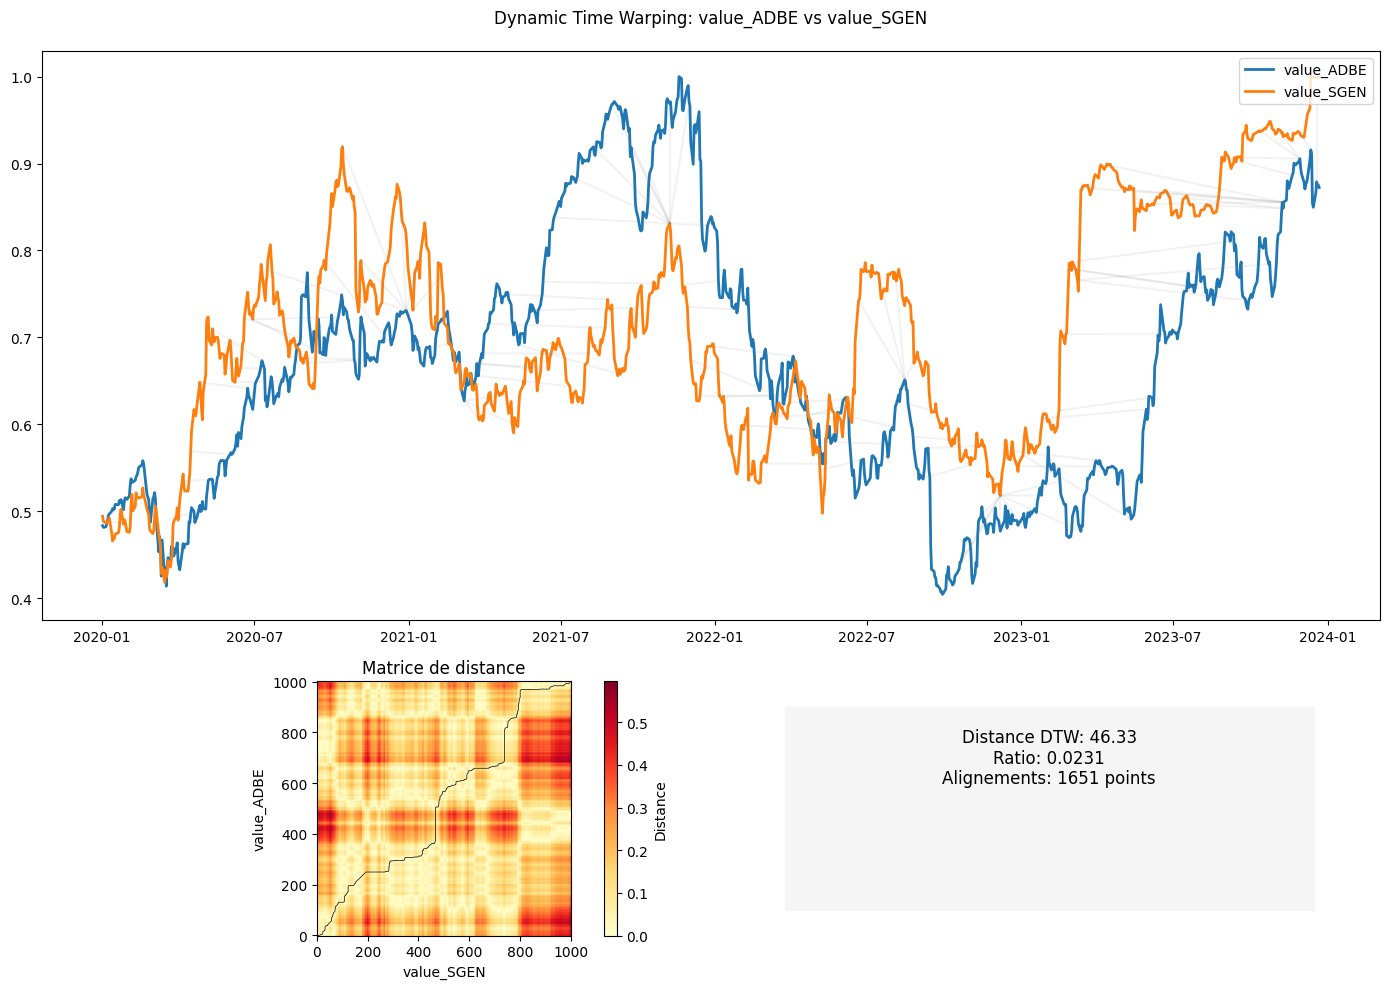 Dynamic Time Warping: value_ADBE vs value_SGEN
value_ADBE
value_SGEN
1.0
0.9
0.8
0.7
0.6
0.5
0.4
2020-01 2020-07 2021-01 2021-07 2022-01 2022-07 2023-01 2023-07 2024-01
Matrice de distance
1000
800
600
400
200
0
value_ADBE
0 200 400 600 800 1000
value_SGEN
0.5
0.4
0.3
0.2
0.1
0.0
Distance
Distance DTW: 46.33
Ratio: 0.0231
Alignements: 1651 points